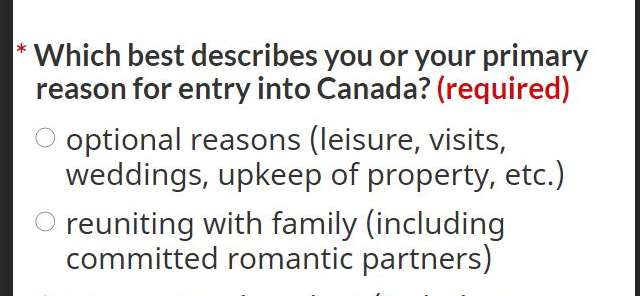 * Which best describes you or your primary
reason for entry into Canada? (required)
optional reasons (leisure, visits,
weddings, upkeep of property, etc.)
reuniting with family (including
committed romantic partners)